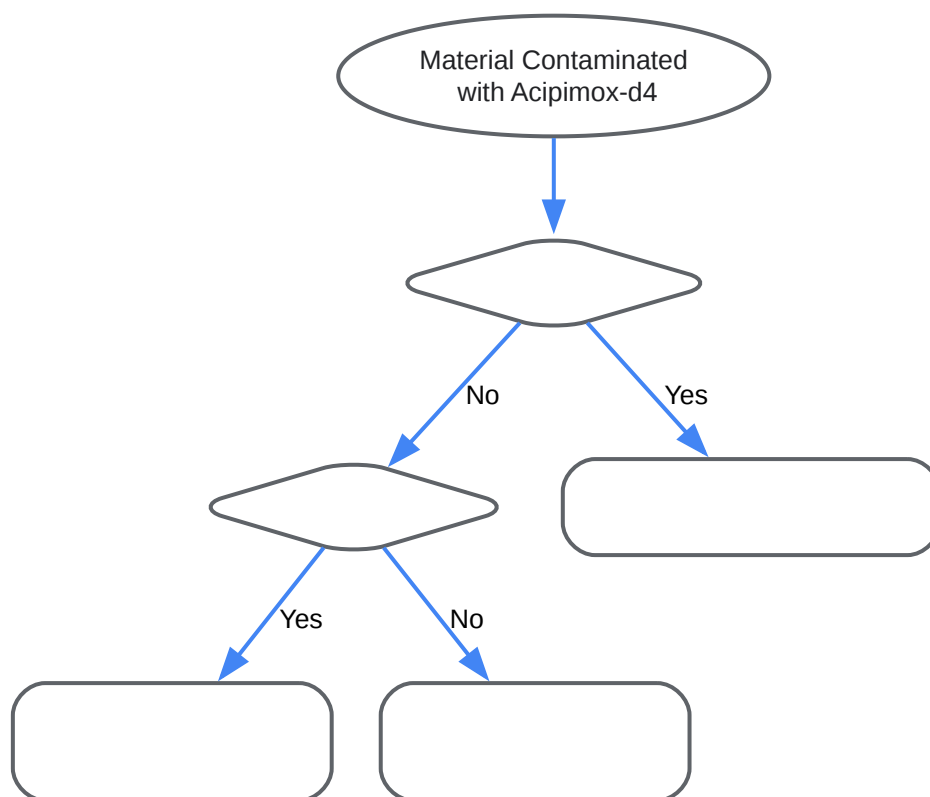 Material Contaminated
with Acipimox-d4
No
Yes
Yes
No